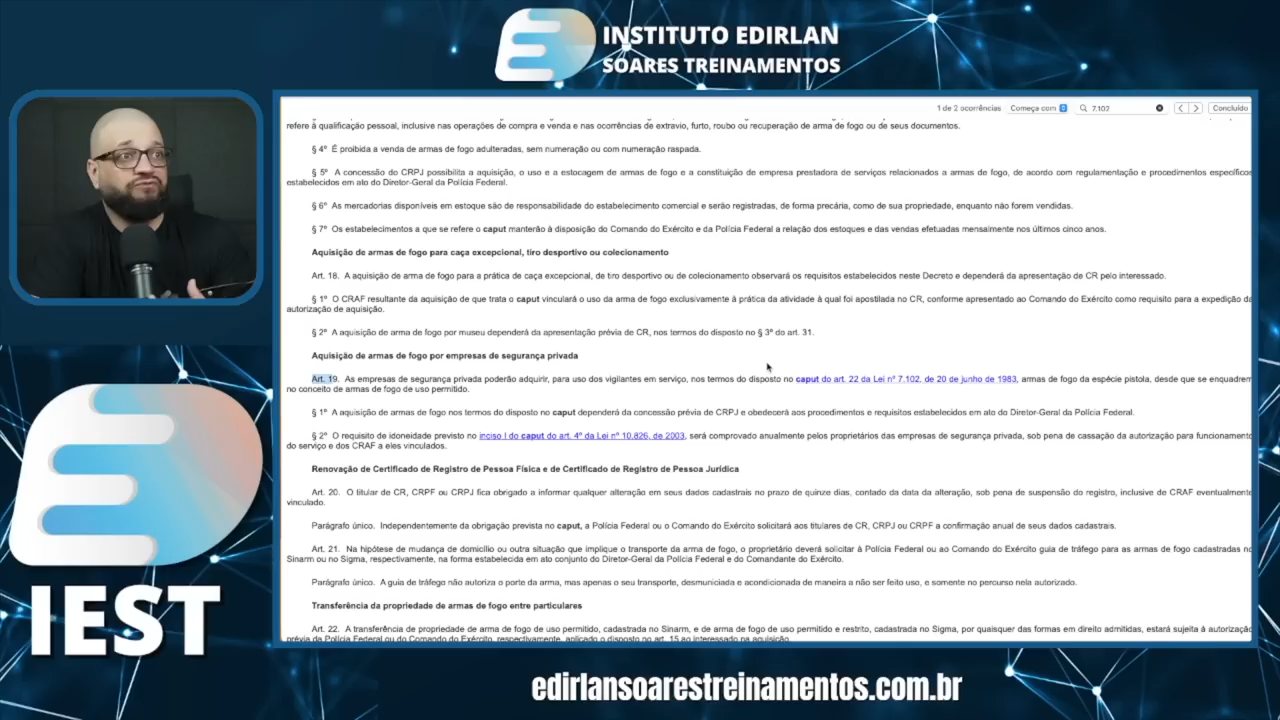 INSTITUTO EDIRLAN
SOARES TREINAMENTOS
1 de 2 ocorrências Começa com 7.102 Concluído
refere à qualificação pessoal, inclusive nas operações de compra e venda e nas ocorrências de extravio, furto, roubo ou recuperação de arma de fogo ou de seus documentos.
§ 4º É proibida a venda de armas de fogo adulteradas, sem numeração ou com numeração raspada.
§ 5º A concessão do CRPJ possibilita a aquisição, o uso e a estocagem de armas de fogo e a constituição de empresa prestadora de serviços relacionados a armas de fogo, de acordo com regulamentação e procedimentos específicos
estabelecidos em ato do Diretor-Geral da Polícia Federal.
§ 6º As mercadorias disponíveis em estoque são de responsabilidade do estabelecimento comercial e serão registradas, de forma precária, como de sua propriedade, enquanto não forem vendidas.
§ 7º Os estabelecimentos a que se refere o caput manterão à disposição do Comando do Exército e da Polícia Federal a relação dos estoques e das vendas efetuadas mensalmente nos últimos cinco anos.
Aquisição de armas de fogo para caça excepcional, tiro desportivo ou colecionamento
Art. 18. A aquisição de arma de fogo para a prática de caça excepcional, de tiro desportivo ou de colecionamento observará os requisitos estabelecidos neste Decreto e dependerá da apresentação de CR pelo interessado.
§ 1º O CRAF resultante da aquisição de que trata o caput vinculará o uso da arma de fogo exclusivamente à prática da atividade à qual foi apostilada no CR, conforme apresentado ao Comando do Exército como requisito para a expedição da
autorização de aquisição.
§ 2º A aquisição de arma de fogo por museu dependerá da apresentação prévia de CR, nos termos do disposto no § 3º do art. 31.
Aquisição de armas de fogo por empresas de segurança privada
Art. 19. As empresas de segurança privada poderão adquirir, para uso dos vigilantes em serviço, nos termos do disposto no caput do art. 22 da Lei nº 7.102, de 20 de junho de 1983, armas de fogo da espécie pistola, desde que se enquadrem
no conceito de armas de fogo de uso permitido.
§ 1º A aquisição de armas de fogo nos termos do disposto no caput dependerá da concessão prévia de CRPJ e obedecerá aos procedimentos e requisitos estabelecidos em ato do Diretor-Geral da Polícia Federal.
§ 2º O requisito de idoneidade previsto no inciso I do caput do art. 4º da Lei nº 10.826, de 2003, será comprovado anualmente pelos proprietários das empresas de segurança privada, sob pena de cassação da autorização para funcionamento
do serviço e dos CRAF a eles vinculados.
Renovação de Certificado de Registro de Pessoa Física e de Certificado de Registro de Pessoa Jurídica
Art. 20. O titular de CR, CRPF ou CRPJ fica obrigado a informar qualquer alteração em seus dados cadastrais no prazo de quinze dias, contado da data da alteração, sob pena de suspensão do registro, inclusive de CRAF eventualmente
vinculado.
Parágrafo único. Independentemente da obrigação prevista no caput, a Polícia Federal ou o Comando do Exército solicitará aos titulares de CR, CRPJ ou CRPF a confirmação anual de seus dados cadastrais.
Art. 21. Na hipótese de mudança de domicílio ou outra situação que implique o transporte da arma de fogo, o proprietário deverá solicitar à Polícia Federal ou ao Comando do Exército guia de tráfego para as armas de fogo cadastradas no
Sinarm ou no Sigma, respectivamente, na forma estabelecida em ato conjunto do Diretor-Geral da Polícia Federal e do Comandante do Exército.
Parágrafo único. A guia de tráfego não autoriza o porte da arma, mas apenas o seu transporte, desmuniciada e acondicionada de maneira a não ser feito uso, e somente no percurso nela autorizado.
Transferência da propriedade de armas de fogo entre particulares
Art. 22. A transferência de propriedade de arma de fogo de uso permitido, cadastrada no Sinarm, e de arma de fogo de uso permitido e restrito, cadastrada no Sigma, por quaisquer das formas em direito admitidas, estará sujeita à autorização
prévia da Polícia Federal ou do Comando do Exército, respectivamente, aplicado o disposto no art. 15 ao interessado na aquisição.
IEST
edirlansoarestreinamentos.com.br